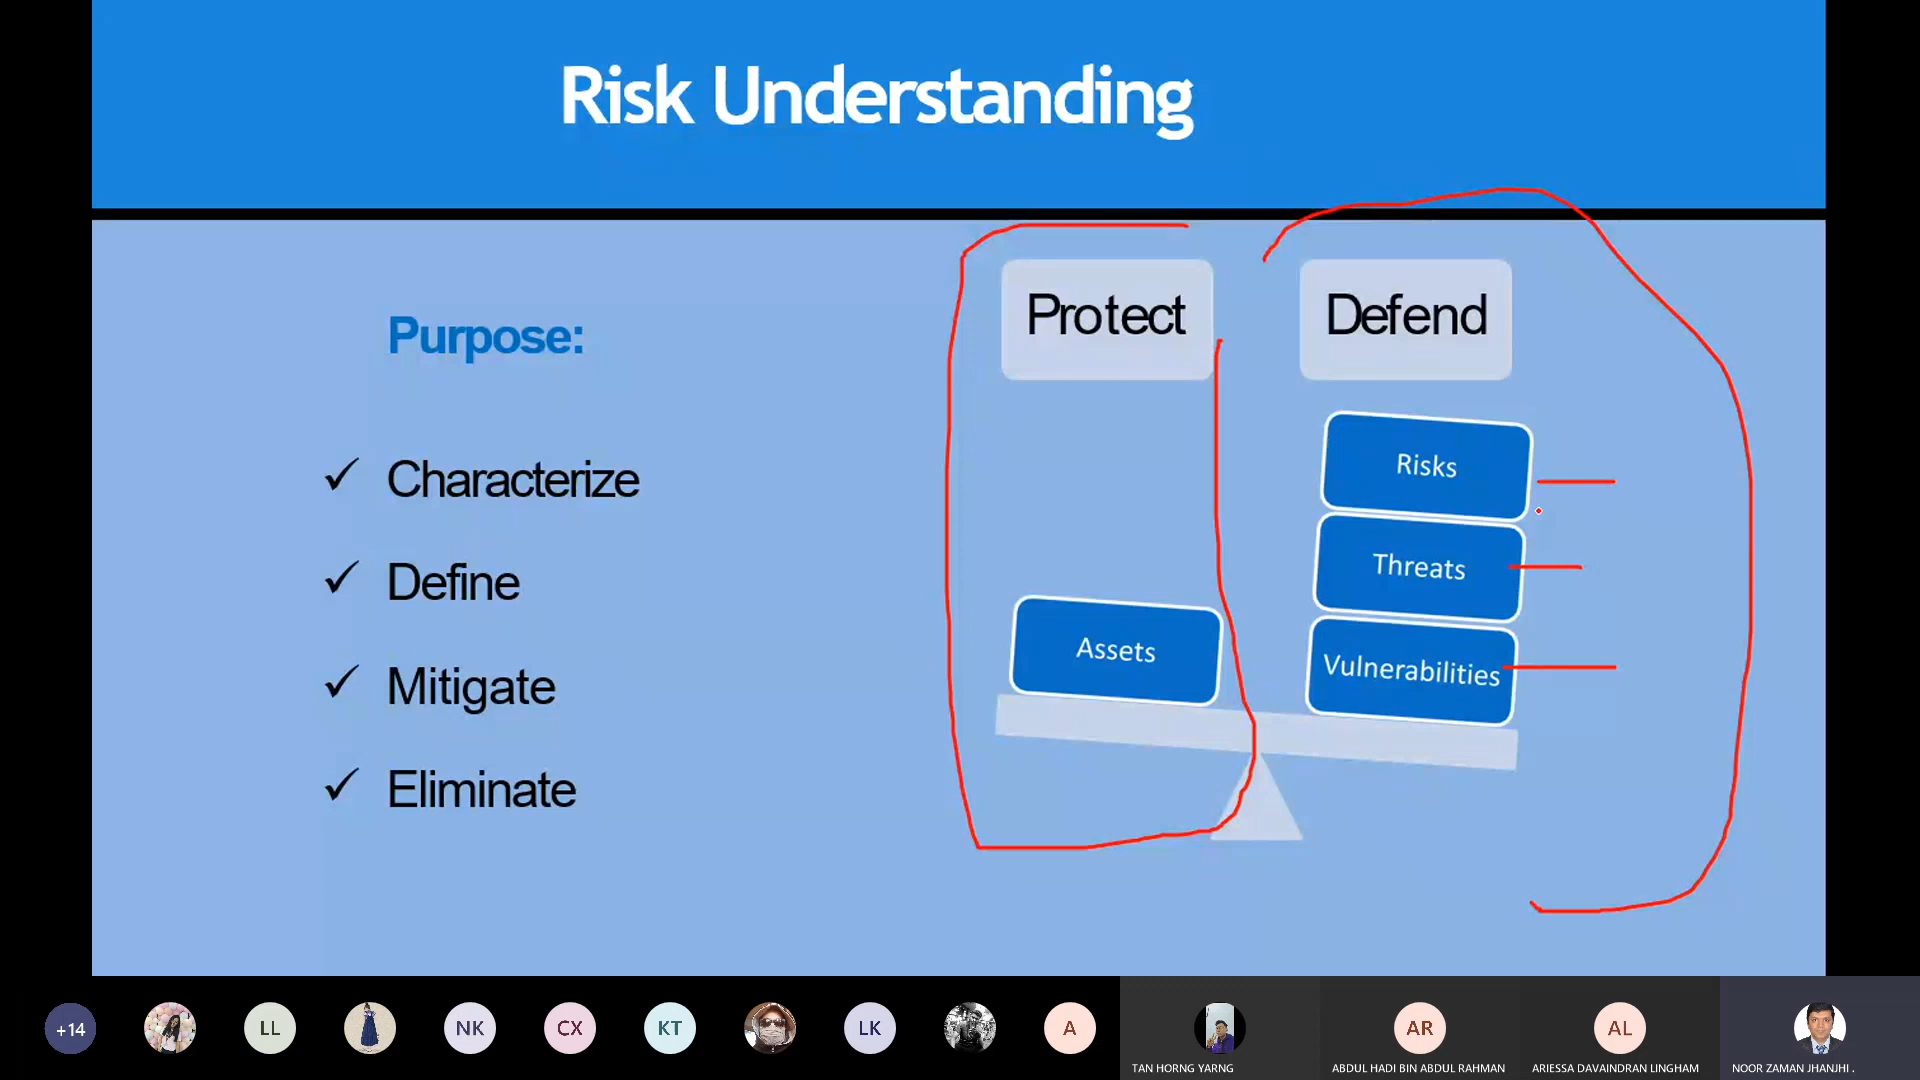 Risk Understanding
Purpose:
✓ Characterize
✓ Define
✓ Mitigate
✓ Eliminate
Protect
Defend
Risks
Threats
Vulnerabilities
Assets
+14
LL
NK
CX
KT
LK
A
AR
AL
TAN HORNG YARNG
ABDUL HADI BIN ABDUL RAHMAN
ARIESSA DAVAINDRAN LINGHAM
NOOR ZAMAN JHANJHI .